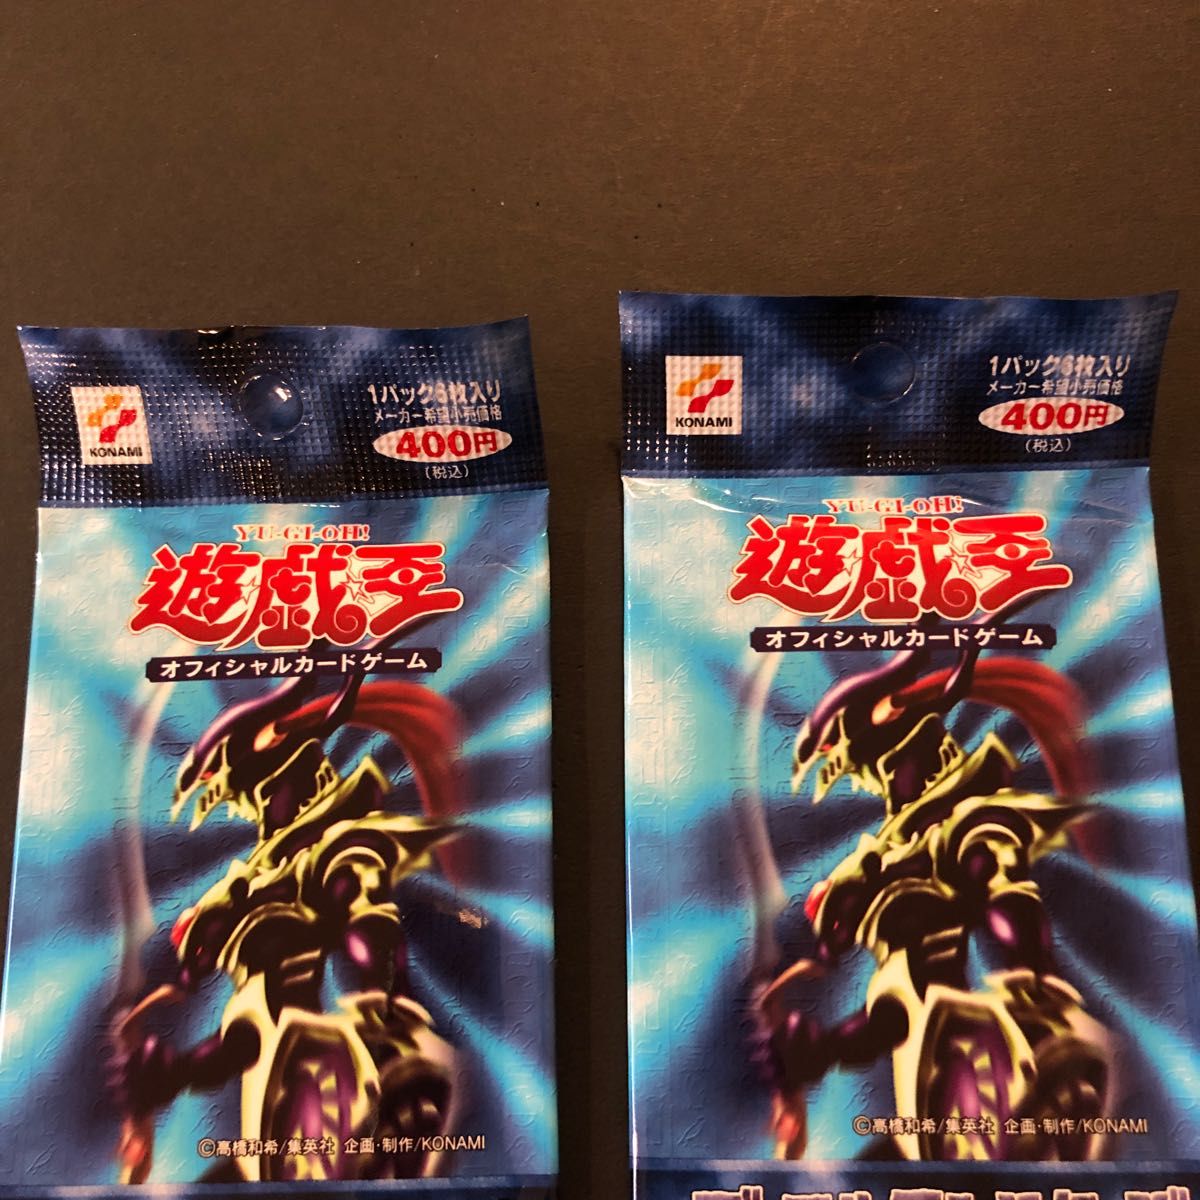 KONAMI
1パック6枚入り
メーカー希望小売価格
400円
(税込)
YU-GI-OH!
遊☆戯☆王
オフィシャルカードゲーム
©高橋和希/集英社 企画・制作/KONAMI
KONAMI
1パック6枚入り
メーカー希望小売価格
400円
(税込)
YU-GI-OH!
遊☆戯☆王
オフィシャルカードゲーム
©高橋和希/集英社 企画・制作/KONAMI